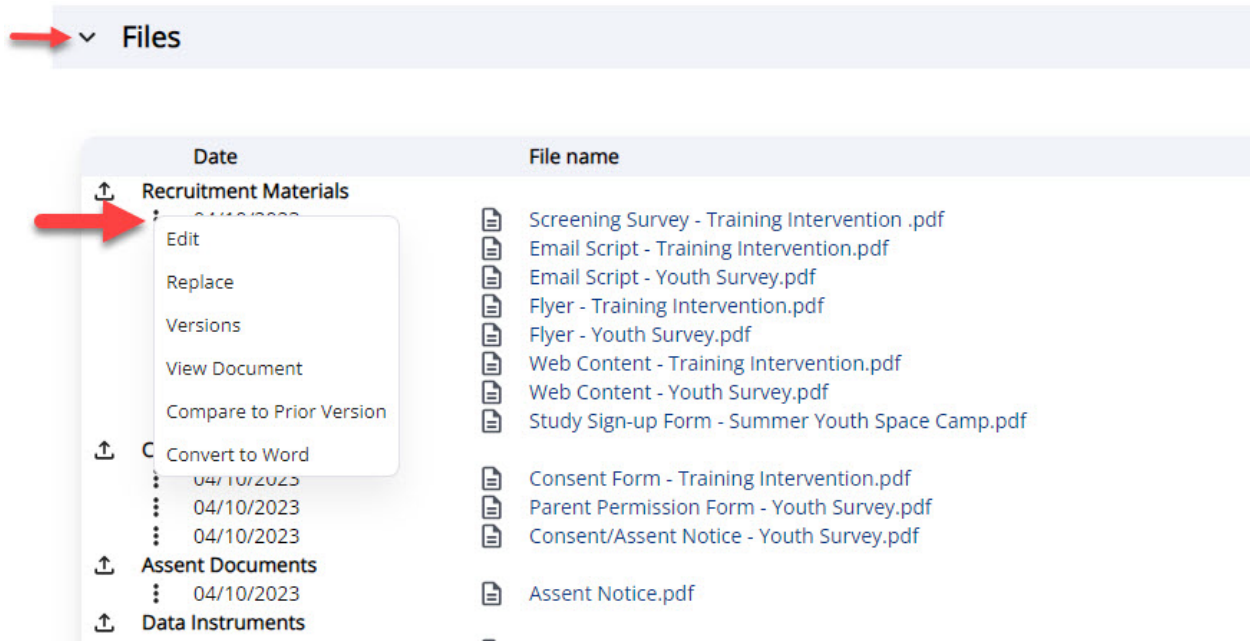 Files
Date File name
Recruitment Materials
Screening Survey - Training Intervention .pdf
Edit
Email Script - Training Intervention.pdf
Replace
Email Script - Youth Survey.pdf
Flyer - Training Intervention.pdf
Versions
Flyer - Youth Survey.pdf
View Document
Web Content - Training Intervention.pdf
Web Content - Youth Survey.pdf
Compare to Prior Version
Study Sign-up Form - Summer Youth Space Camp.pdf
Convert to Word
04/10/2023 Consent Form - Training Intervention.pdf
04/10/2023 Parent Permission Form - Youth Survey.pdf
04/10/2023 Consent/Assent Notice - Youth Survey.pdf
Assent Documents
04/10/2023 Assent Notice.pdf
Data Instruments